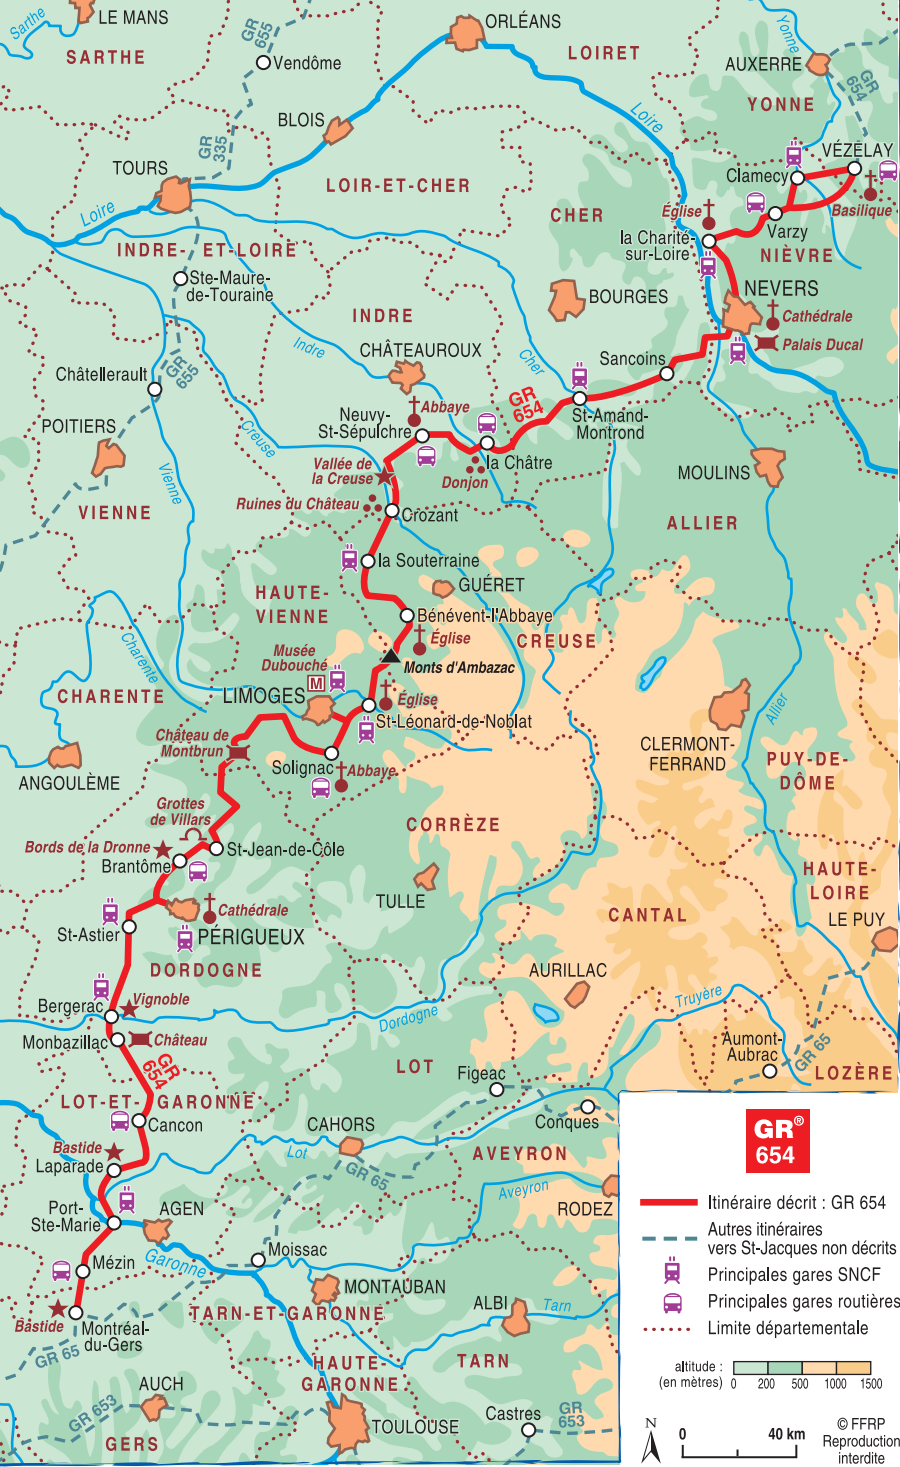 Sarthe
LE MANS
SARTHE
GR
655
Vendôme
ORLÉANS
LOIRET
Yonne
AUXERRE
GR
654
YONNE
BLOIS
Loire
TOURS
GR
335
LOIR-ET-CHER
Clamecy
VÉZELAY
Basilique
Loire
CHER
Église
la Charité-
sur-Loire
Varzy
NIÈVRE
INDRE- ET-LOIRE
Ste-Maure-
de-Touraine
BOURGES
NEVERS
Cathédrale
Palais Ducal
INDRE
Indre
CHÂTEAUROUX
Cher
Sancoins
Châtellerault
GR
655
GR
654
St-Amand-
Montrond
Neuvy-
St-Sépulchre
Abbaye
POITIERS
Creuse
Vienne
Vallée de
la Creuse
la Châtre
Donjon
MOULINS
VIENNE
Ruines du Château
Crozant
ALLIER
la Souterraine
HAUTE-
VIENNE
GUÉRET
Bénévent-l'Abbaye
CREUSE
Église
Charente
Musée
Dubouché
M
Monts d'Ambazac
CHARENTE
LIMOGES
Église
St-Léonard-de-Noblat
Allier
Château de
Montbrun
Solignac
Abbaye
CLERMONT-
FERRAND
PUY-DE-
DÔME
ANGOULÊME
Grottes
de Villars
CORRÈZE
Bords de la Dronne
St-Jean-de-Côle
Brantôme
HAUTE-
LOIRE
TULLE
Cathédrale
CANTAL
LE PUY
St-Astier
PÉRIGUEUX
DORDOGNE
AURILLAC
Bergerac
Vignoble
Truyère
Dordogne
Monbazillac
Château
GR
654
Aumont-
Aubrac
GR 65
LOT
Figeac
LOZÈRE
LOT-ET- GARONNE
Cancon
CAHORS
Conques
Bastide
Laparade
Lot
GR 65
AVEYRON
Aveyron
RODEZ
Port-
Ste-Marie
AGEN
Garonne
Moissac
Mézin
MONTAUBAN
ALBI
Tarn
Bastide
Montréal-
du-Gers
TARN-ET-GARONNE
GR 65
HAUTE-
GARONNE
TARN
AUCH
GR 653
TOULOUSE
Castres
GR
653
GERS
GR®
654
Itinéraire décrit : GR 654
Autres itinéraires
vers St-Jacques non décrits
Principales gares SNCF
Principales gares routières
Limite départementale
altitude :
(en mètres)
0 200 500 1000 1500
N
0 40 km
© FFRP
Reproduction
interdite